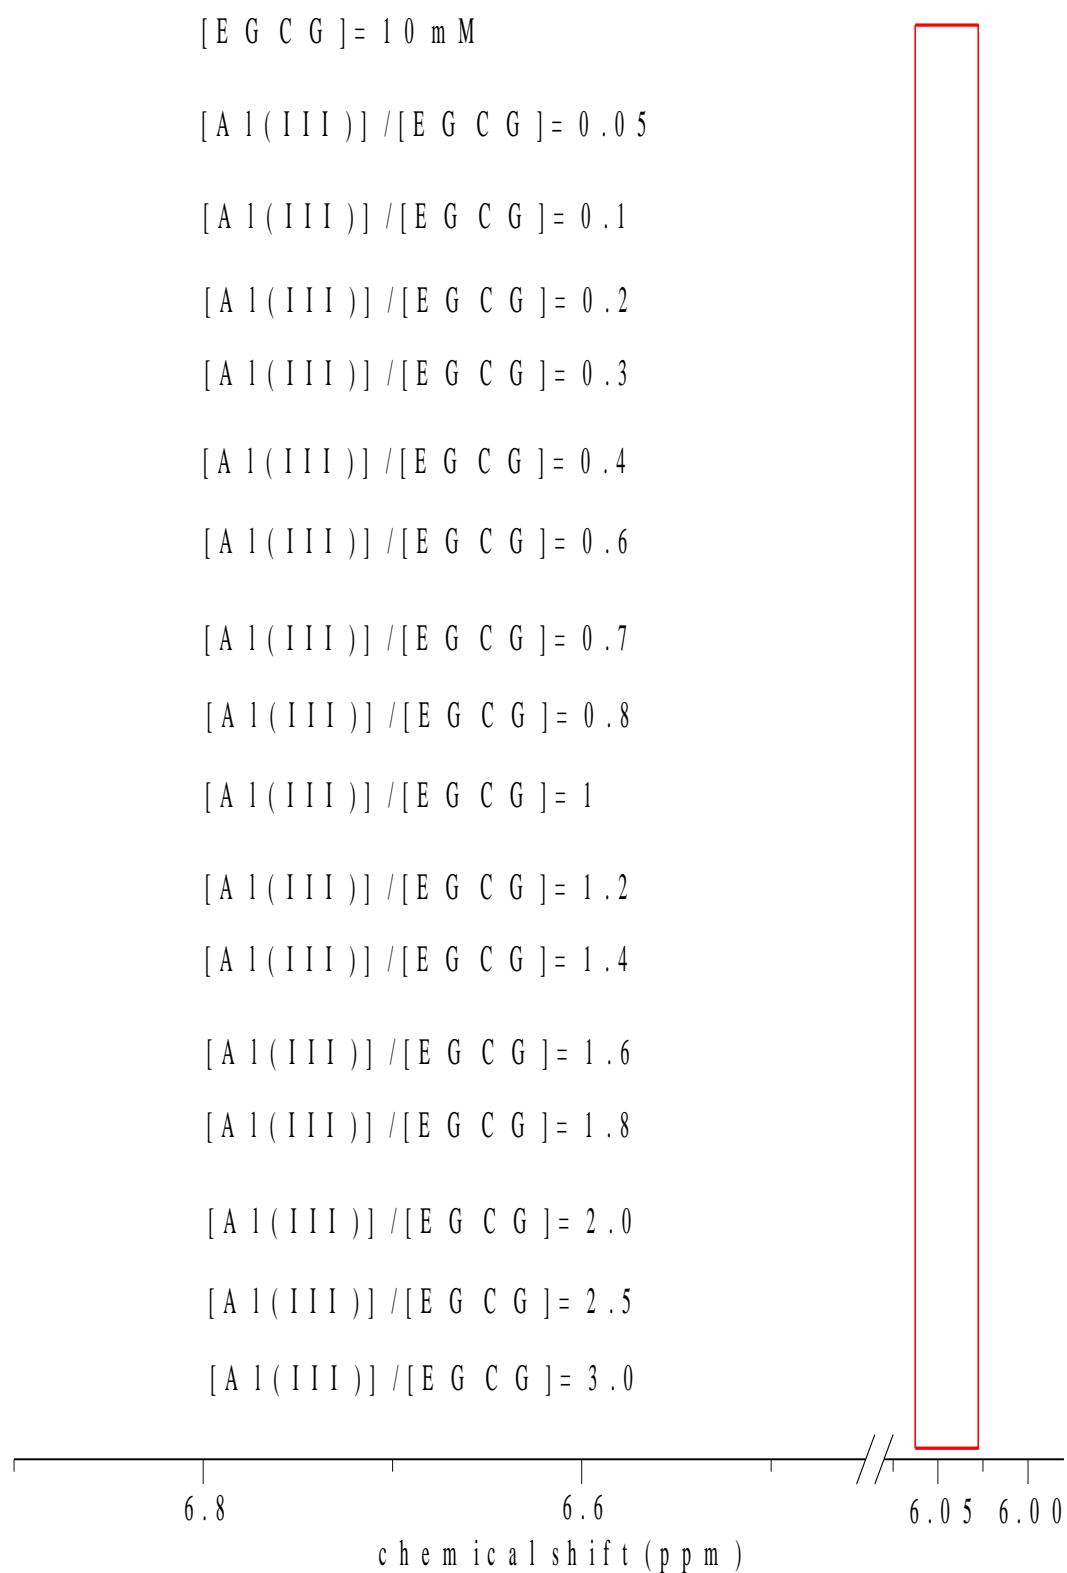 [EGCG]=10 mM
[Al(III)]/[EGCG]=0.05
[Al(III)]/[EGCG]=0.1
[Al(III)]/[EGCG]=0.2
[Al(III)]/[EGCG]=0.3
[Al(III)]/[EGCG]=0.4
[Al(III)]/[EGCG]=0.6
[Al(III)]/[EGCG]=0.7
[Al(III)]/[EGCG]=0.8
[Al(III)]/[EGCG]=1
[Al(III)]/[EGCG]=1.2
[Al(III)]/[EGCG]=1.4
[Al(III)]/[EGCG]=1.6
[Al(III)]/[EGCG]=1.8
[Al(III)]/[EGCG]=2.0
[Al(III)]/[EGCG]=2.5
[Al(III)]/[EGCG]=3.0
6.8 6.6 6.05 6.00
chemical shift (ppm)